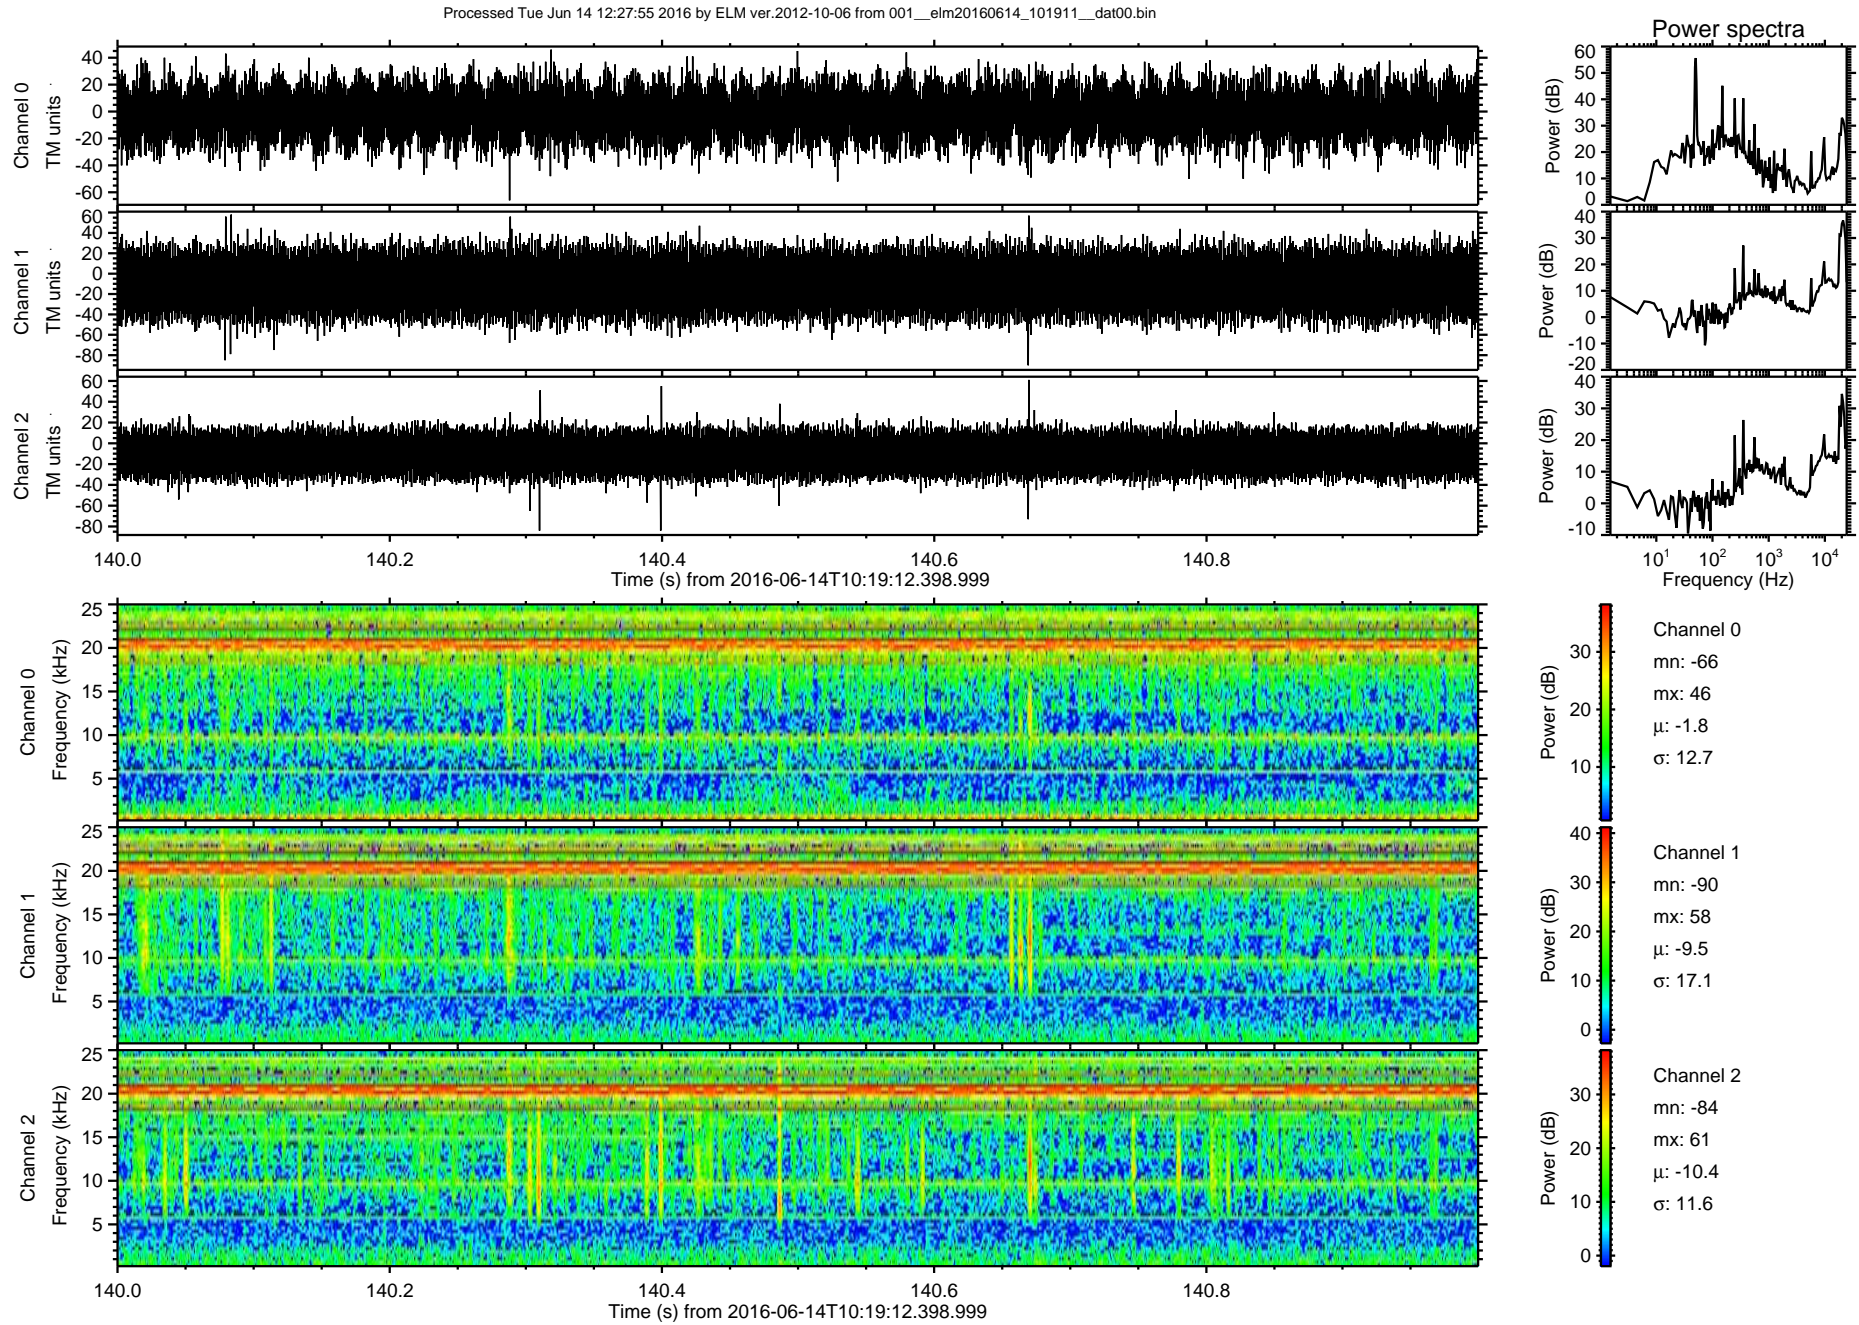 Processed Tue Jun 14 12:27:55 2016 by ELM ver.2012-10-06 from 001__elm20160614_101911__dat00.bin
Power spectra
Channel 0
TM units
40
20
0
-20
-40
-60
Power (dB)
60
50
40
30
20
10
0
Channel 1
TM units
60
40
20
0
-20
-40
-60
-80
Power (dB)
40
30
20
10
0
-10
-20
Channel 2
TM units
60
40
20
0
-20
-40
-60
-80
Power (dB)
40
30
20
10
0
-10
140.0 140.2 140.4 140.6 140.8
Time (s) from 2016-06-14T10:19:12.398.999
10¹ 10² 10³ 10⁴
Frequency (Hz)
Channel 0
Frequency (kHz)
25
20
15
10
5
Power (dB)
30
20
10
Channel 0
mn: -66
mx: 46
μ: -1.8
σ: 12.7
Channel 1
Frequency (kHz)
25
20
15
10
5
Power (dB)
40
30
20
10
0
Channel 1
mn: -90
mx: 58
μ: -9.5
σ: 17.1
Channel 2
Frequency (kHz)
25
20
15
10
5
Power (dB)
30
20
10
0
Channel 2
mn: -84
mx: 61
μ: -10.4
σ: 11.6
140.0 140.2 140.4 140.6 140.8
Time (s) from 2016-06-14T10:19:12.398.999